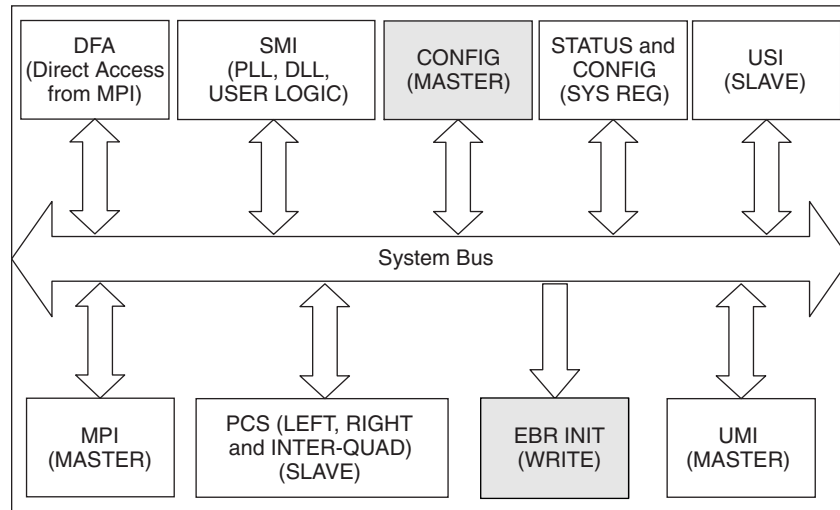 DFA
(Direct Access
from MPI)
SMI
(PLL, DLL,
USER LOGIC)
CONFIG
(MASTER)
STATUS and
CONFIG
(SYS REG)
USI
(SLAVE)
System Bus
MPI
(MASTER)
PCS (LEFT, RIGHT
and INTER-QUAD)
(SLAVE)
EBR INIT
(WRITE)
UMI
(MASTER)